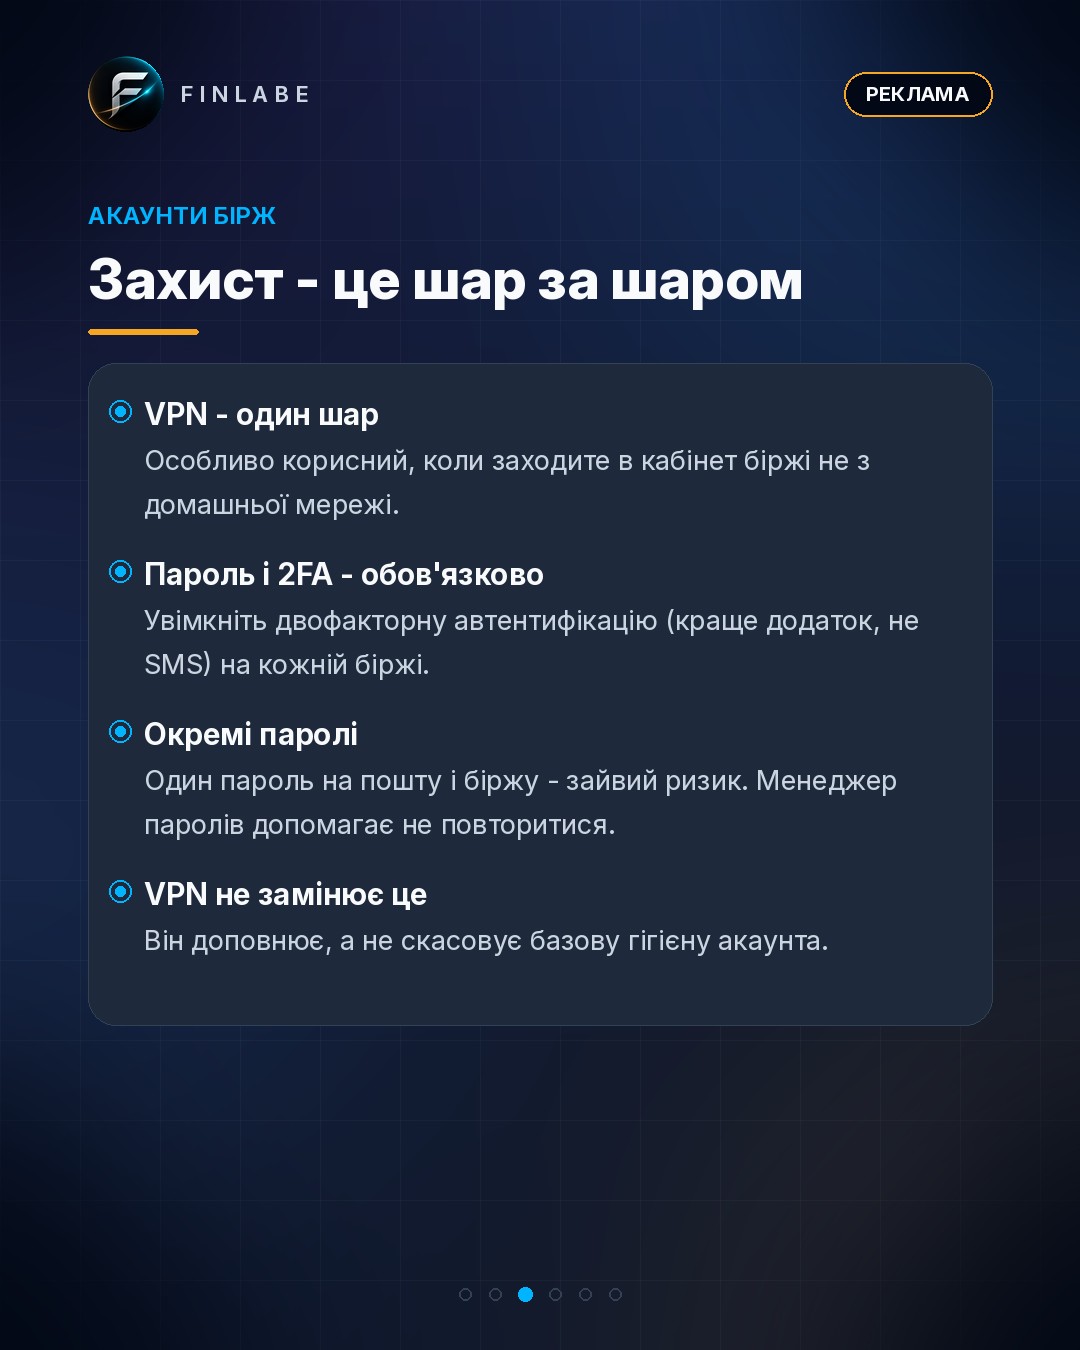 FINLABE
РЕКЛАМА
АКАУНТИ БІРЖ
Захист - це шар за шаром
VPN - один шар
Особливо корисний, коли заходите в кабінет біржі не з
домашньої мережі.
Пароль і 2FA - обов'язково
Увімкніть двофакторну автентифікацію (краще додаток, не
SMS) на кожній біржі.
Окремі паролі
Один пароль на пошту і біржу - зайвий ризик. Менеджер
паролів допомагає не повторитися.
VPN не замінює це
Він доповнює, а не скасовує базову гігієну акаунта.